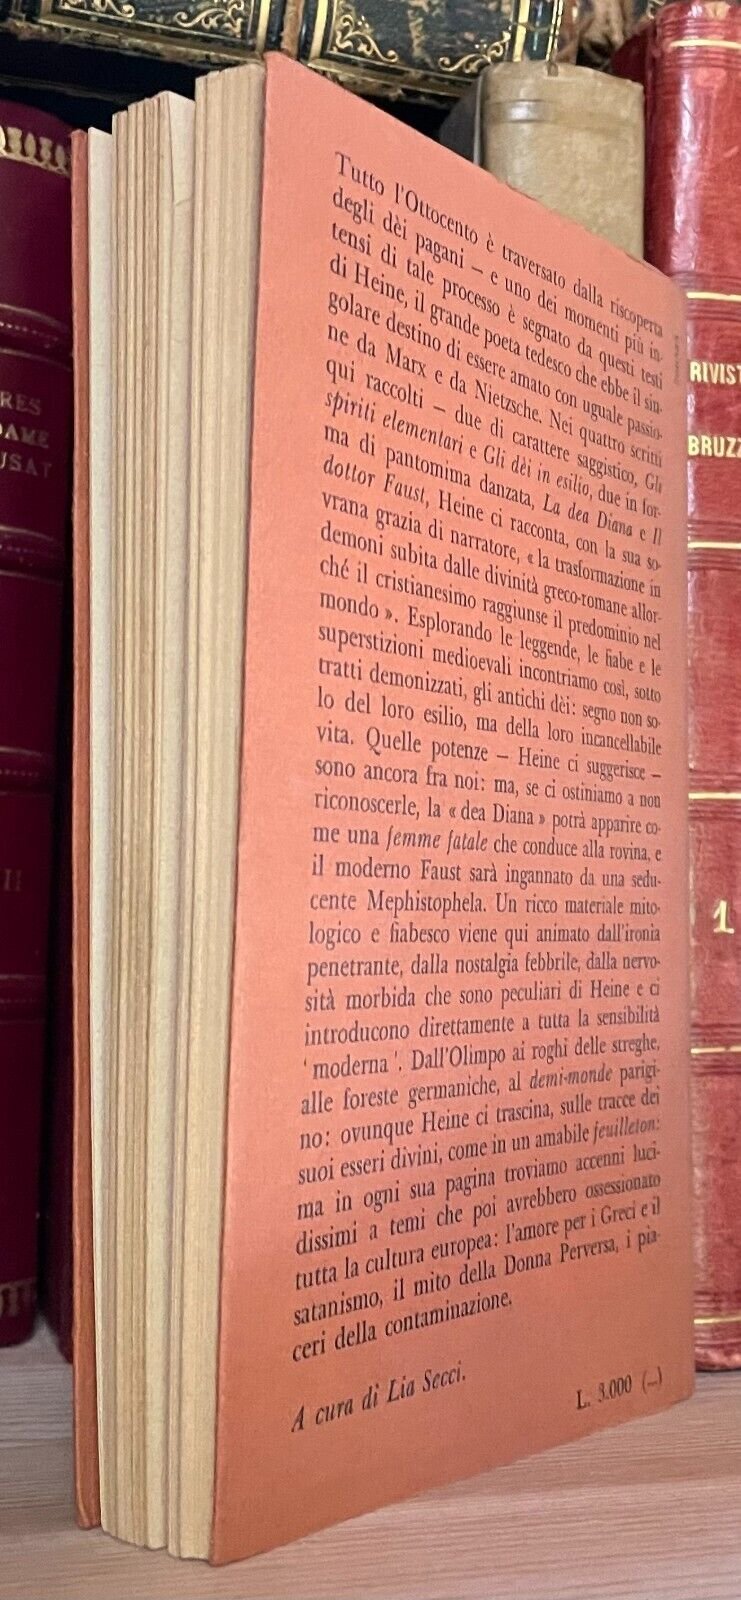 Tutto l'Ottocento è traversato dalla riscoperta
degli dèi pagani – e uno dei momenti più in-
tensi di tale processo è segnato da questi testi
di Heine, il grande poeta tedesco che ebbe il sin-
golare destino di essere amato con uguale passio-
ne da Marx e da Nietzsche. Nei quattro scritti
qui raccolti – due di carattere saggistico, Gli
spiriti elementari e Gli dèi in esilio, due in for-
ma di pantomima danzata, La dea Diana e Il
dottor Faust, Heine ci racconta, con la sua so-
vrana grazia di narratore, « la trasformazione in
demoni subita dalle divinità greco-romane allor-
ché il cristianesimo raggiunse il predominio nel
mondo ». Esplorando le leggende, le fiabe e le
superstizioni medioevali incontriamo così, sotto
tratti demonizzati, gli antichi dèi: segno non so-
lo del loro esilio, ma della loro incancellabile
vita. Quelle potenze – Heine ci suggerisce –
sono ancora fra noi: ma, se ci ostiniamo a non
riconoscerle, la « dea Diana » potrà apparire co-
me una femme fatale che conduce alla rovina, e
il moderno Faust sarà ingannato da una sedu-
cente Mephistophela. Un ricco materiale mito-
logico e fiabesco viene qui animato dall'ironia
penetrante, dalla nostalgia febbrile, dalla nervo-
sità morbida che sono peculiari di Heine e ci
introducono direttamente a tutta la sensibilità
' moderna '. Dall'Olimpo ai roghi delle streghe,
alle foreste germaniche, al demi-monde parigi-
no: ovunque Heine ci trascina, sulle tracce dei
suoi esseri divini, come in un amabile feuilleton:
ma in ogni sua pagina troviamo accenni luci-
dissimi a temi che poi avrebbero ossessionato
tutta la cultura europea: l'amore per i Greci e il
satanismo, il mito della Donna Perversa, i pia-
ceri della contaminazione.
A cura di Lia Secci.
L. 3.000 (...)
RIVIST
BRUZZ
1
RES
DAME
USAT
II